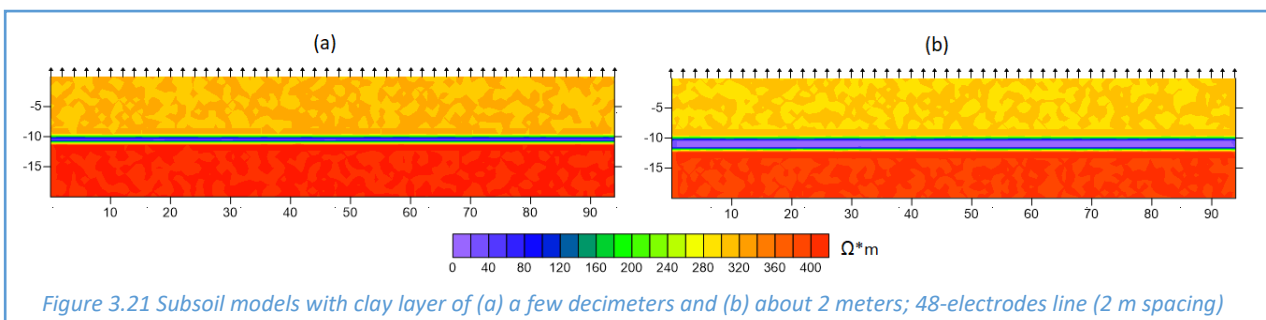 (a) (b)
-5 -5
-10 -10
-15 -15
10 20 30 40 50 60 70 80 90 10 20 30 40 50 60 70 80 90
Ω*m
0 40 80 120 160 200 240 280 320 360 400
Figure 3.21 Subsoil models with clay layer of (a) a few decimeters and (b) about 2 meters; 48-electrodes line (2 m spacing)